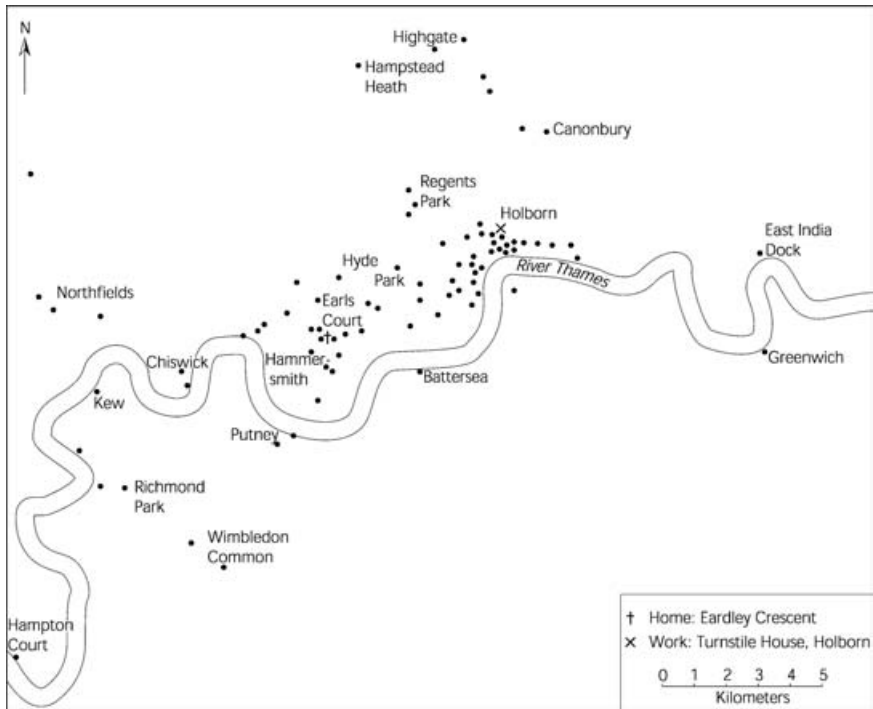 N
Highgate
Hampstead
Heath
Canonbury
Regents
Park
Holborn
East India
Dock
River Thames
Hyde
Park
Northfields
Earls
Court
Chiswick
Hammer-
smith
Greenwich
Battersea
Kew
Putney
Richmond
Park
Wimbledon
Common
Hampton
Court
† Home: Eardley Crescent
× Work: Turnstile House, Holborn
0 1 2 3 4 5
Kilometers